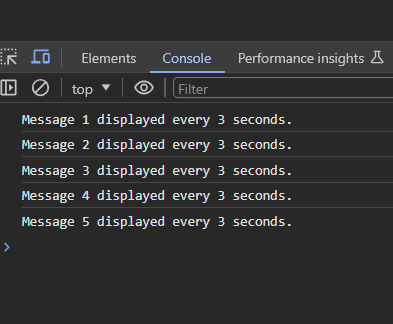 Elements Console Performance insights
top Filter
Message 1 displayed every 3 seconds.
Message 2 displayed every 3 seconds.
Message 3 displayed every 3 seconds.
Message 4 displayed every 3 seconds.
Message 5 displayed every 3 seconds.